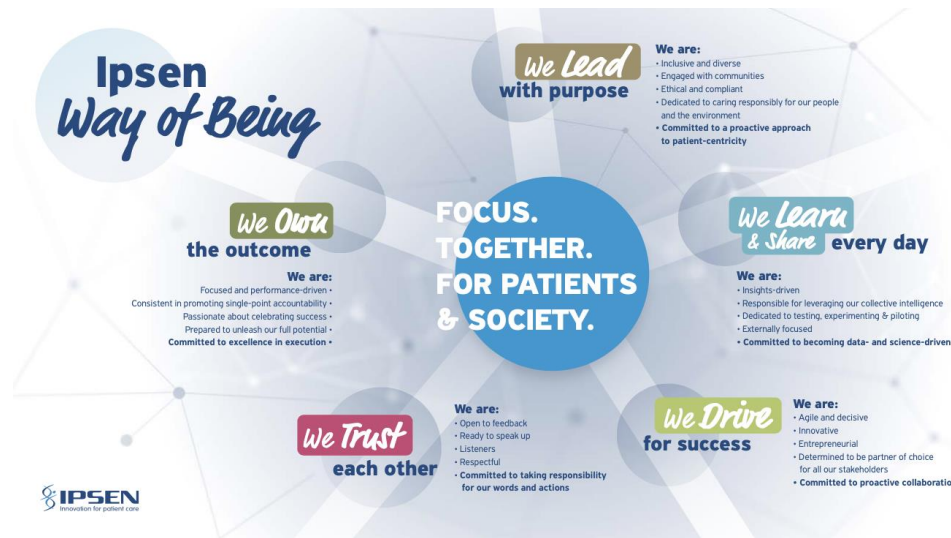 Ipsen
Way of Being
We Lead
with purpose
We are:
• Inclusive and diverse
• Engaged with communities
• Ethical and compliant
• Dedicated to caring responsibly for our people
and the environment
• Committed to a proactive approach
to patient-centricity
We Own
the outcome
We are:
Focused and performance-driven •
Consistent in promoting single-point accountability •
Passionate about celebrating success •
Prepared to unleash our full potential •
Committed to excellence in execution •
FOCUS.
TOGETHER.
FOR PATIENTS
& SOCIETY.
We Learn
& Share every day
We are:
• Insights-driven
• Responsible for leveraging our collective intelligence
• Dedicated to testing, experimenting & piloting
• Externally focused
• Committed to becoming data- and science-driven
We Trust
each other
We are:
• Open to feedback
• Ready to speak up
• Listeners
• Respectful
• Committed to taking responsibility
for our words and actions
We Drive
for success
We are:
• Agile and decisive
• Innovative
• Entrepreneurial
• Determined to be partner of choice
for all our stakeholders
• Committed to proactive collaboratio
IPSEN
Innovation for patient care